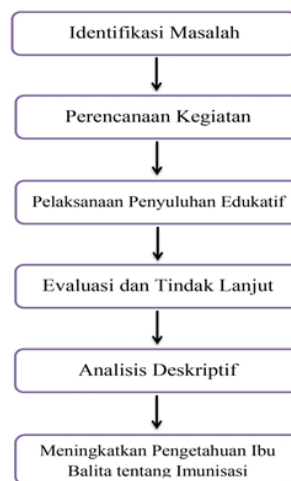 Identifikasi Masalah
Perencanaan Kegiatan
Pelaksanaan Penyuluhan Edukatif
Evaluasi dan Tindak Lanjut
Analisis Deskriptif
Meningkatkan Pengetahuan Ibu
Balita tentang Imunisasi